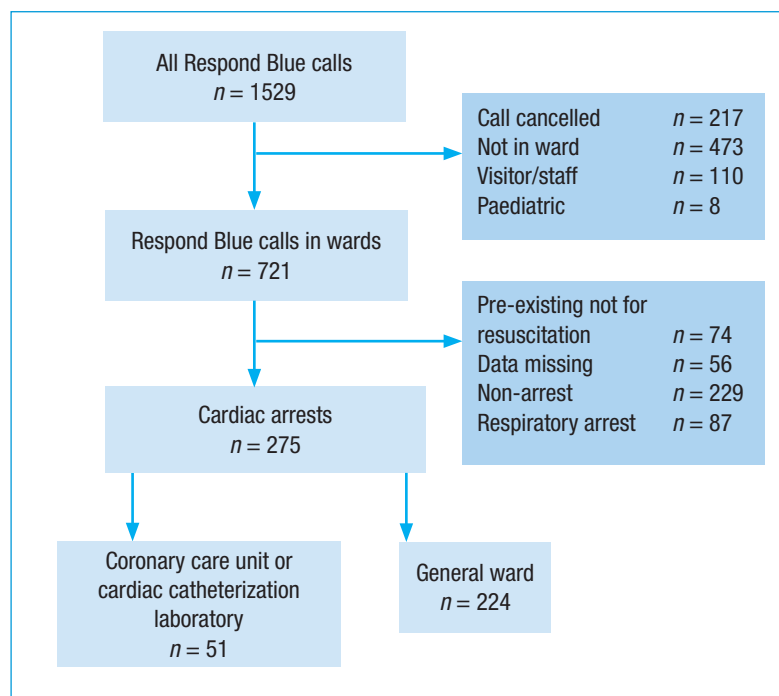 All Respond Blue calls
n = 1529
Call cancelled n = 217
Not in ward n = 473
Visitor/staff n = 110
Paediatric n = 8
Respond Blue calls in wards
n = 721
Pre-existing not for
resuscitation n = 74
Data missing n = 56
Non-arrest n = 229
Respiratory arrest n = 87
Cardiac arrests
n = 275
Coronary care unit or
cardiac catheterization
laboratory
n = 51
General ward
n = 224